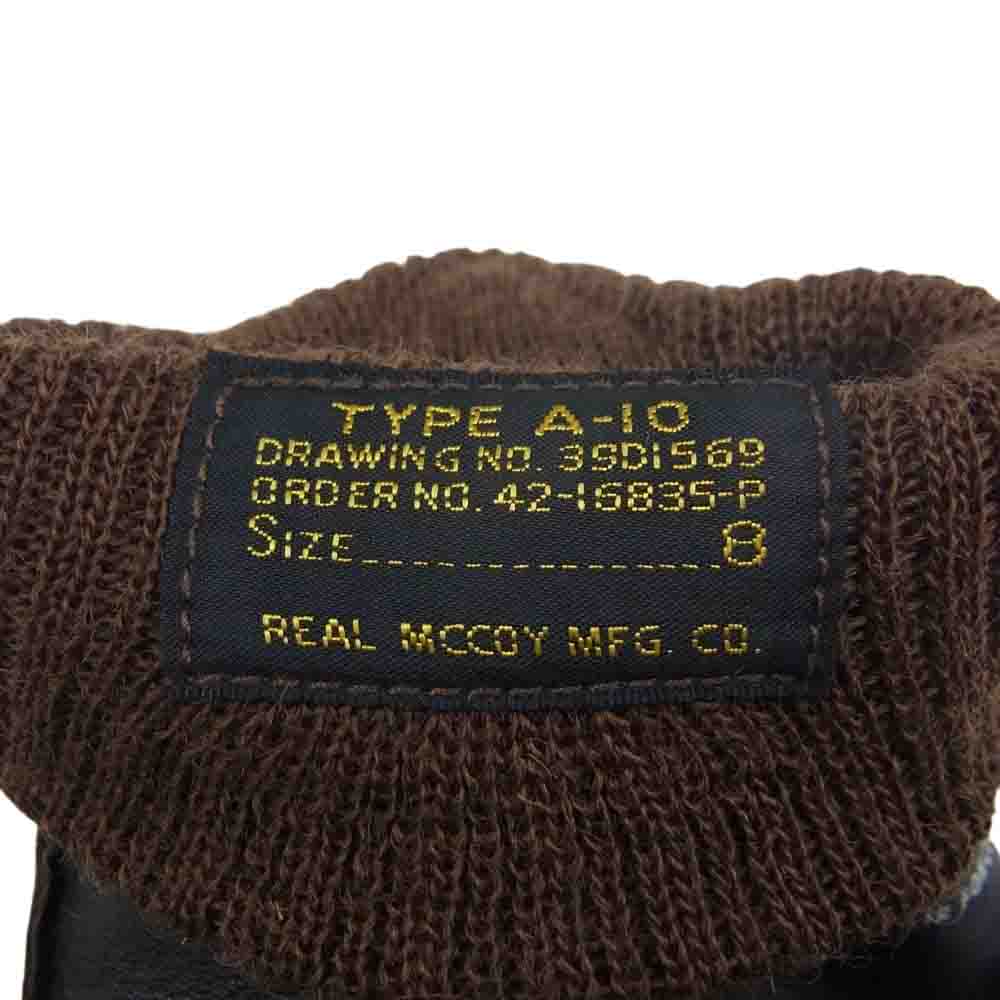 TYPE A-10
DRAWING NO. 39D1569
ORDER NO. 42-16835-P
SIZE 8
REAL MCCOY MFG. CO.